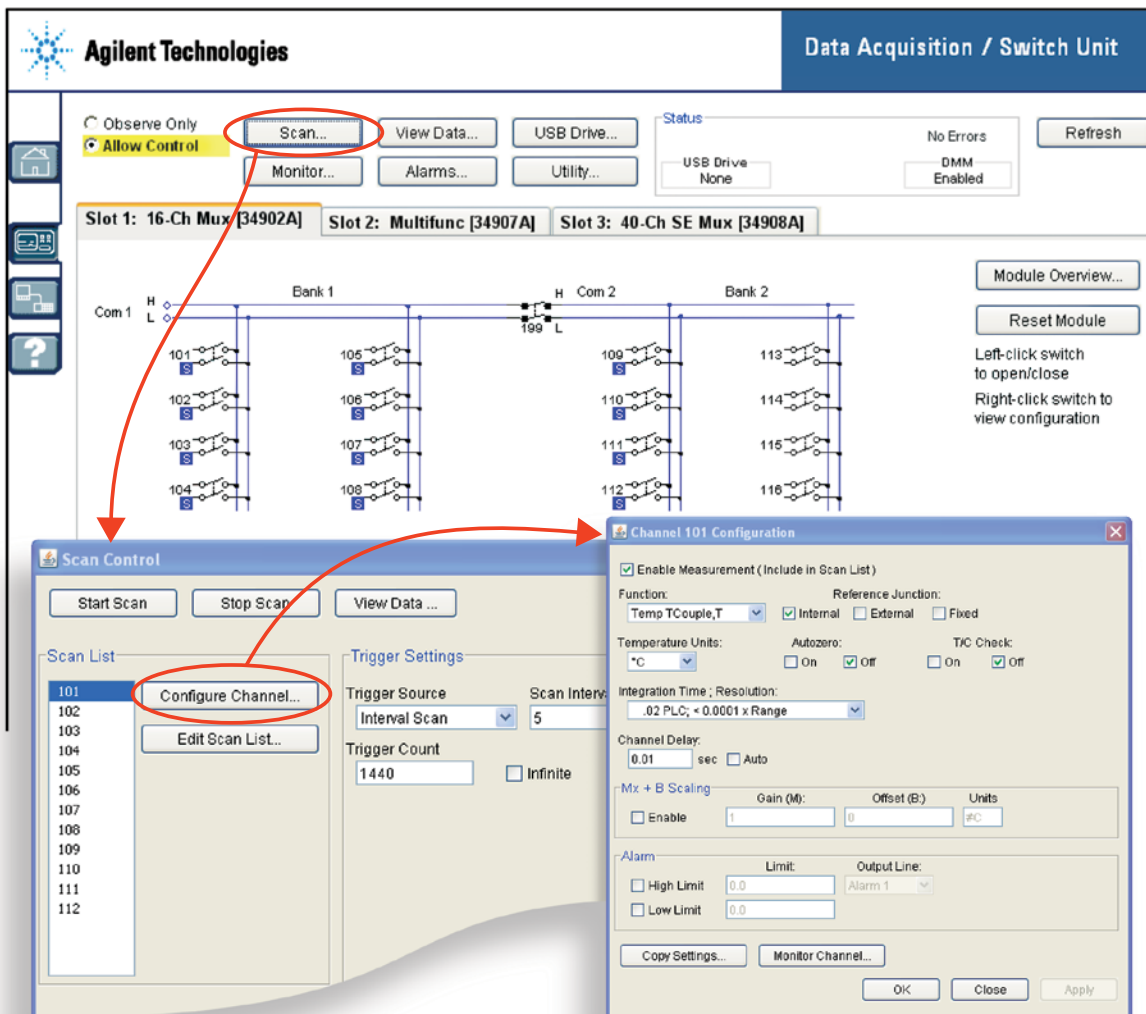 Agilent Technologies
Data Acquisition / Switch Unit
Observe Only
Allow Control
Scan...
View Data...
USB Drive...
Monitor...
Alarms...
Utility...
Status
No Errors
USB Drive
None
DMM
Enabled
Refresh
Slot 1: 16-Ch Mux [34902A]
Slot 2: Multifunc [34907A]
Slot 3: 40-Ch SE Mux [34908A]
Module Overview...
Reset Module
Left-click switch
to open/close
Right-click switch to
view configuration
Bank 1
H Com 2
Bank 2
Com 1
H
L
199 L
101
S
105
S
109
S
113
102
S
106
S
110
S
114
103
S
107
S
111
S
115
104
S
108
S
112
S
116
Scan Control
Start Scan
Stop Scan
View Data ...
Scan List
101
102
103
104
105
106
107
108
109
110
111
112
Configure Channel...
Edit Scan List...
Trigger Settings
Trigger Source
Scan Interv
Interval Scan
5
Trigger Count
1440
Infinite
Channel 101 Configuration
Enable Measurement (Include in Scan List)
Function:
Reference Junction:
Temp TCouple,T
Internal
External
Fixed
Temperature Units:
Autozero:
T/C Check:
°C
On
Off
On
Off
Integration Time ; Resolution:
.02 PLC; < 0.0001 x Range
Channel Delay:
0.01
sec
Auto
Mx + B Scaling
Gain (M):
Offset (B:)
Units
Enable
1
0
Alarm
Limit:
Output Line:
High Limit
0.0
Alarm 1
Low Limit
0.0
Copy Settings...
Monitor Channel...
OK
Close
Apply